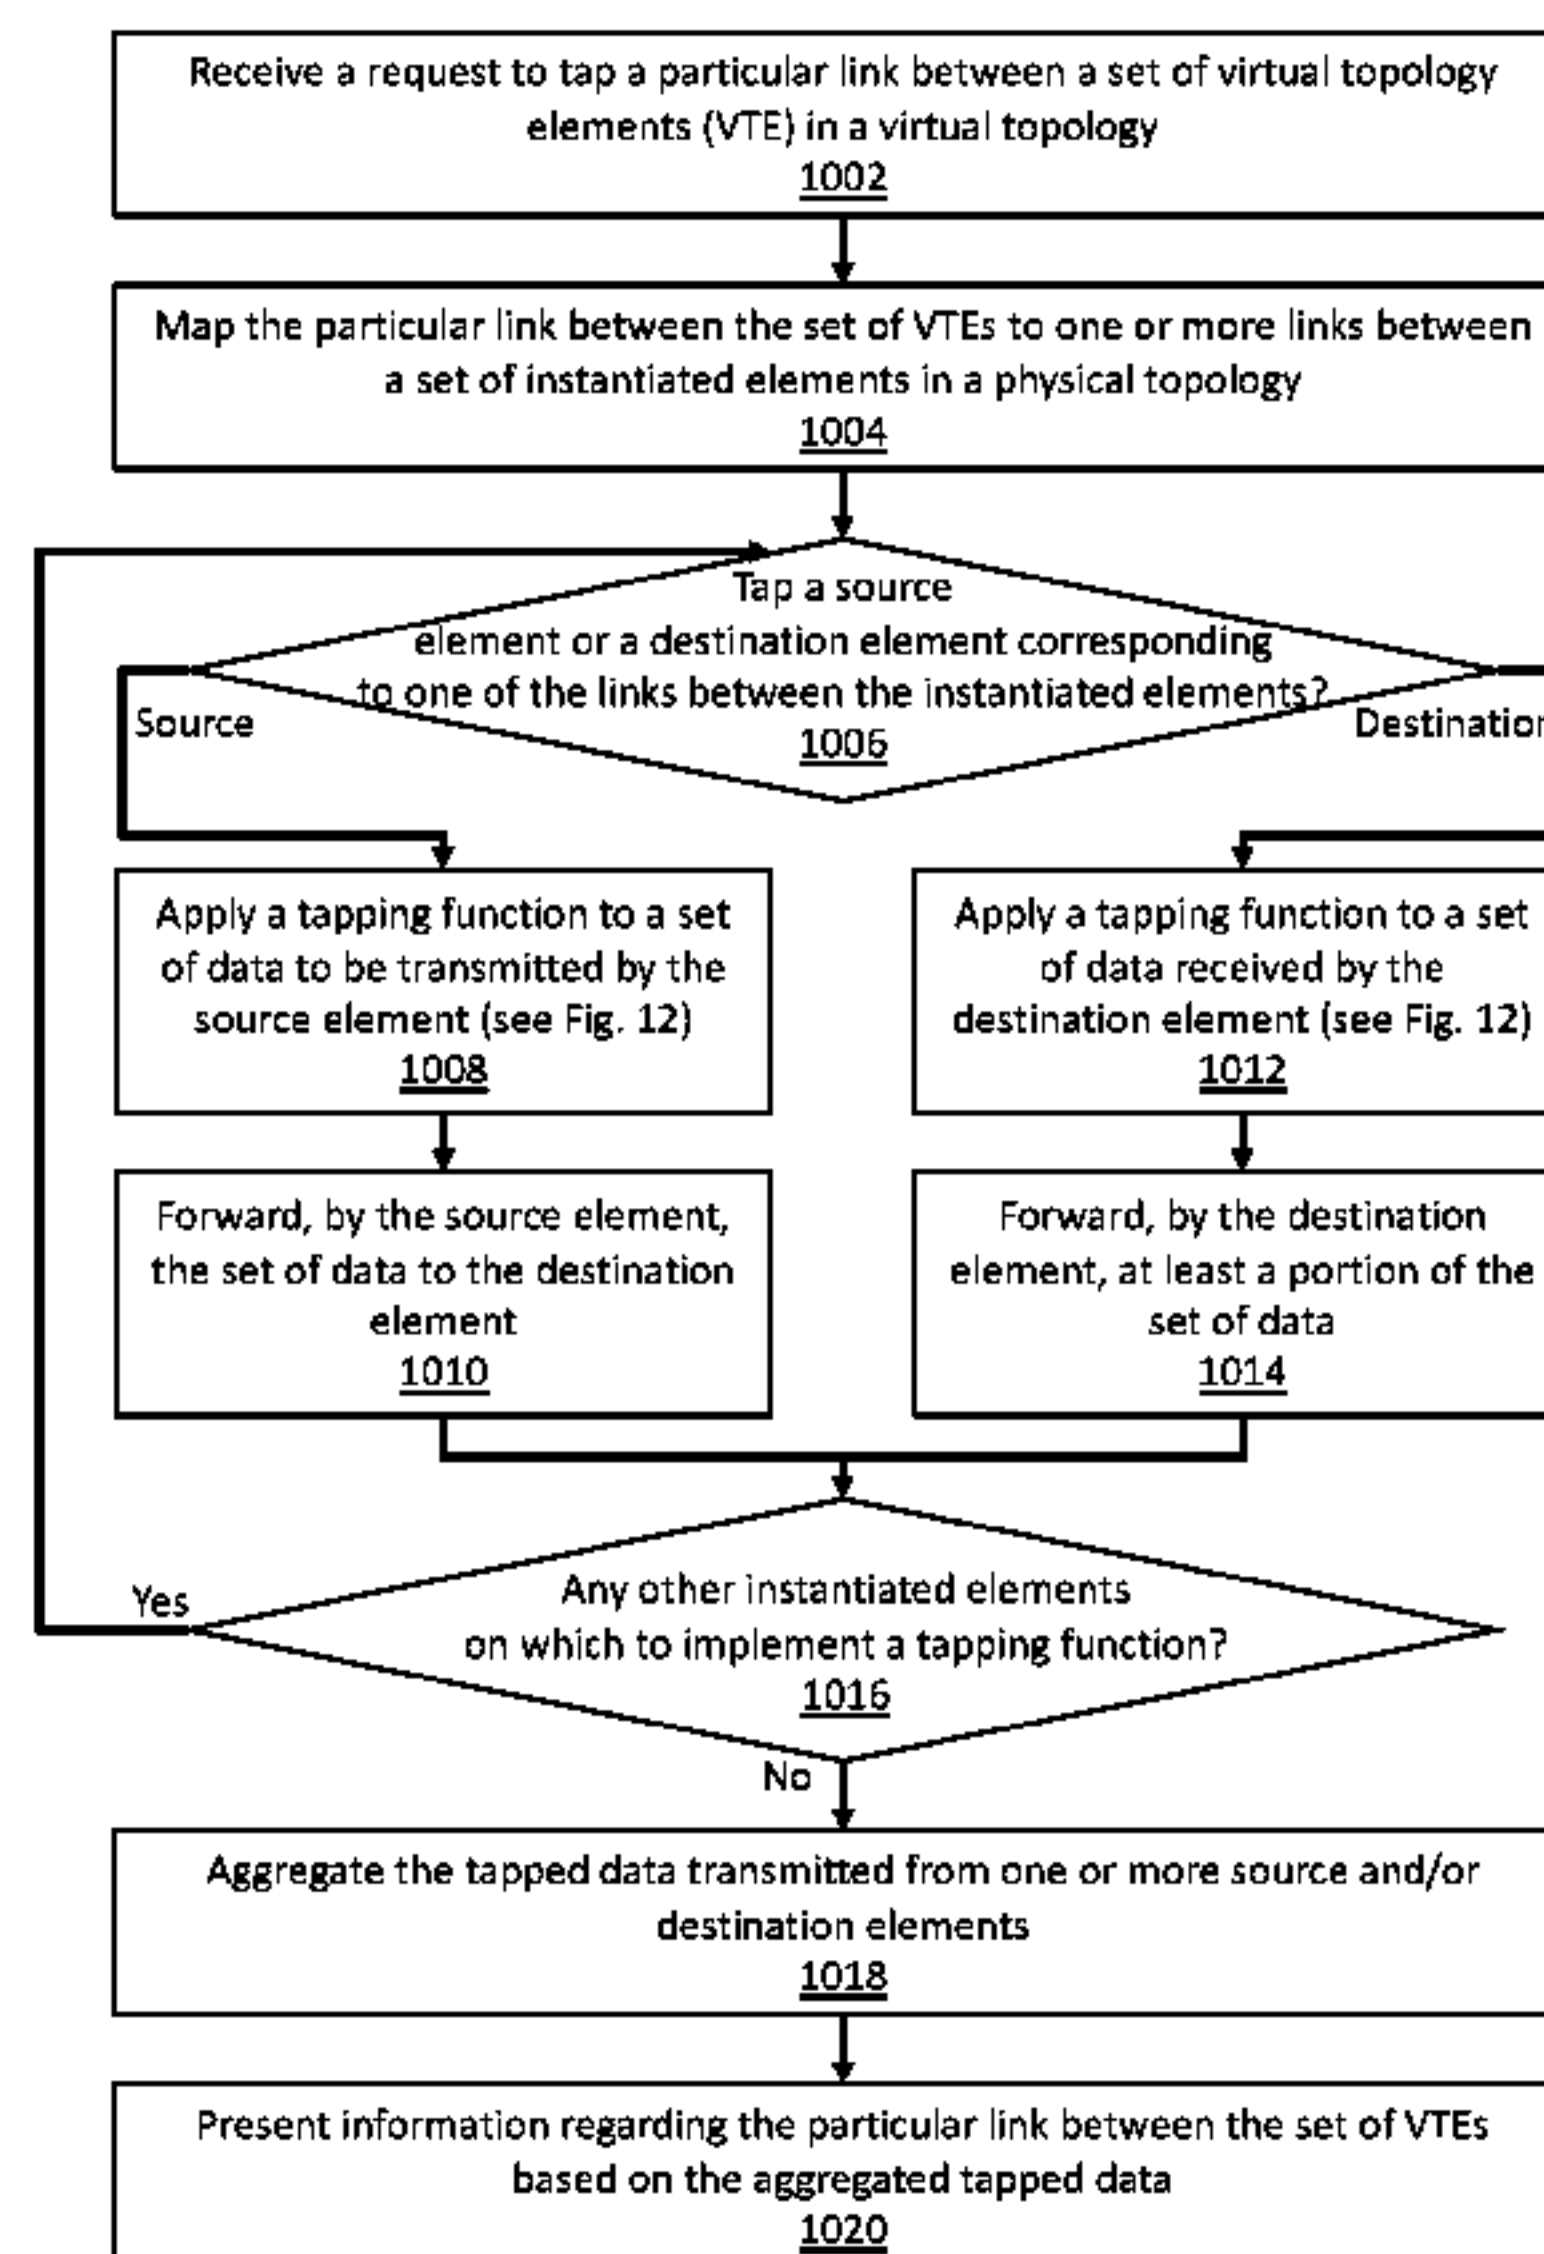 Receive a request to tap a particular link between a set of virtual topology
elements (VTE) in a virtual topology
1002
Map the particular link between the set of VTEs to one or more links between
a set of instantiated elements in a physical topology
1004
Tap a source
element or a destination element corresponding
to one of the links between the instantiated elements?
1006
Source
Destination
Apply a tapping function to a set
of data to be transmitted by the
source element (see Fig. 12)
1008
Apply a tapping function to a set
of data received by the
destination element (see Fig. 12)
1012
Forward, by the source element,
the set of data to the destination
element
1010
Forward, by the destination
element, at least a portion of the
set of data
1014
Any other instantiated elements
on which to implement a tapping function?
1016
Yes
No
Aggregate the tapped data transmitted from one or more source and/or
destination elements
1018
Present information regarding the particular link between the set of VTEs
based on the aggregated tapped data
1020